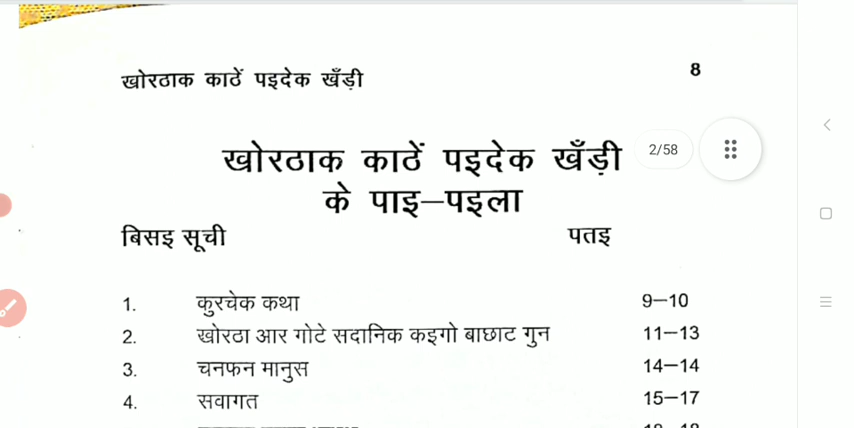 खोरठाक काठें पइदेक खँड़ी 8
खोरठाक काठें पइदेक खँड़ी
2/58
के पाइ–पइला
बिसइ सूची पतइ
1. कुरचेक कथा 9–10
2. खोरठा आर गोटे सदानिक कइगो बाछाट गुन 11–13
3. चनफन मानुस 14–14
4. सवागत 15–17